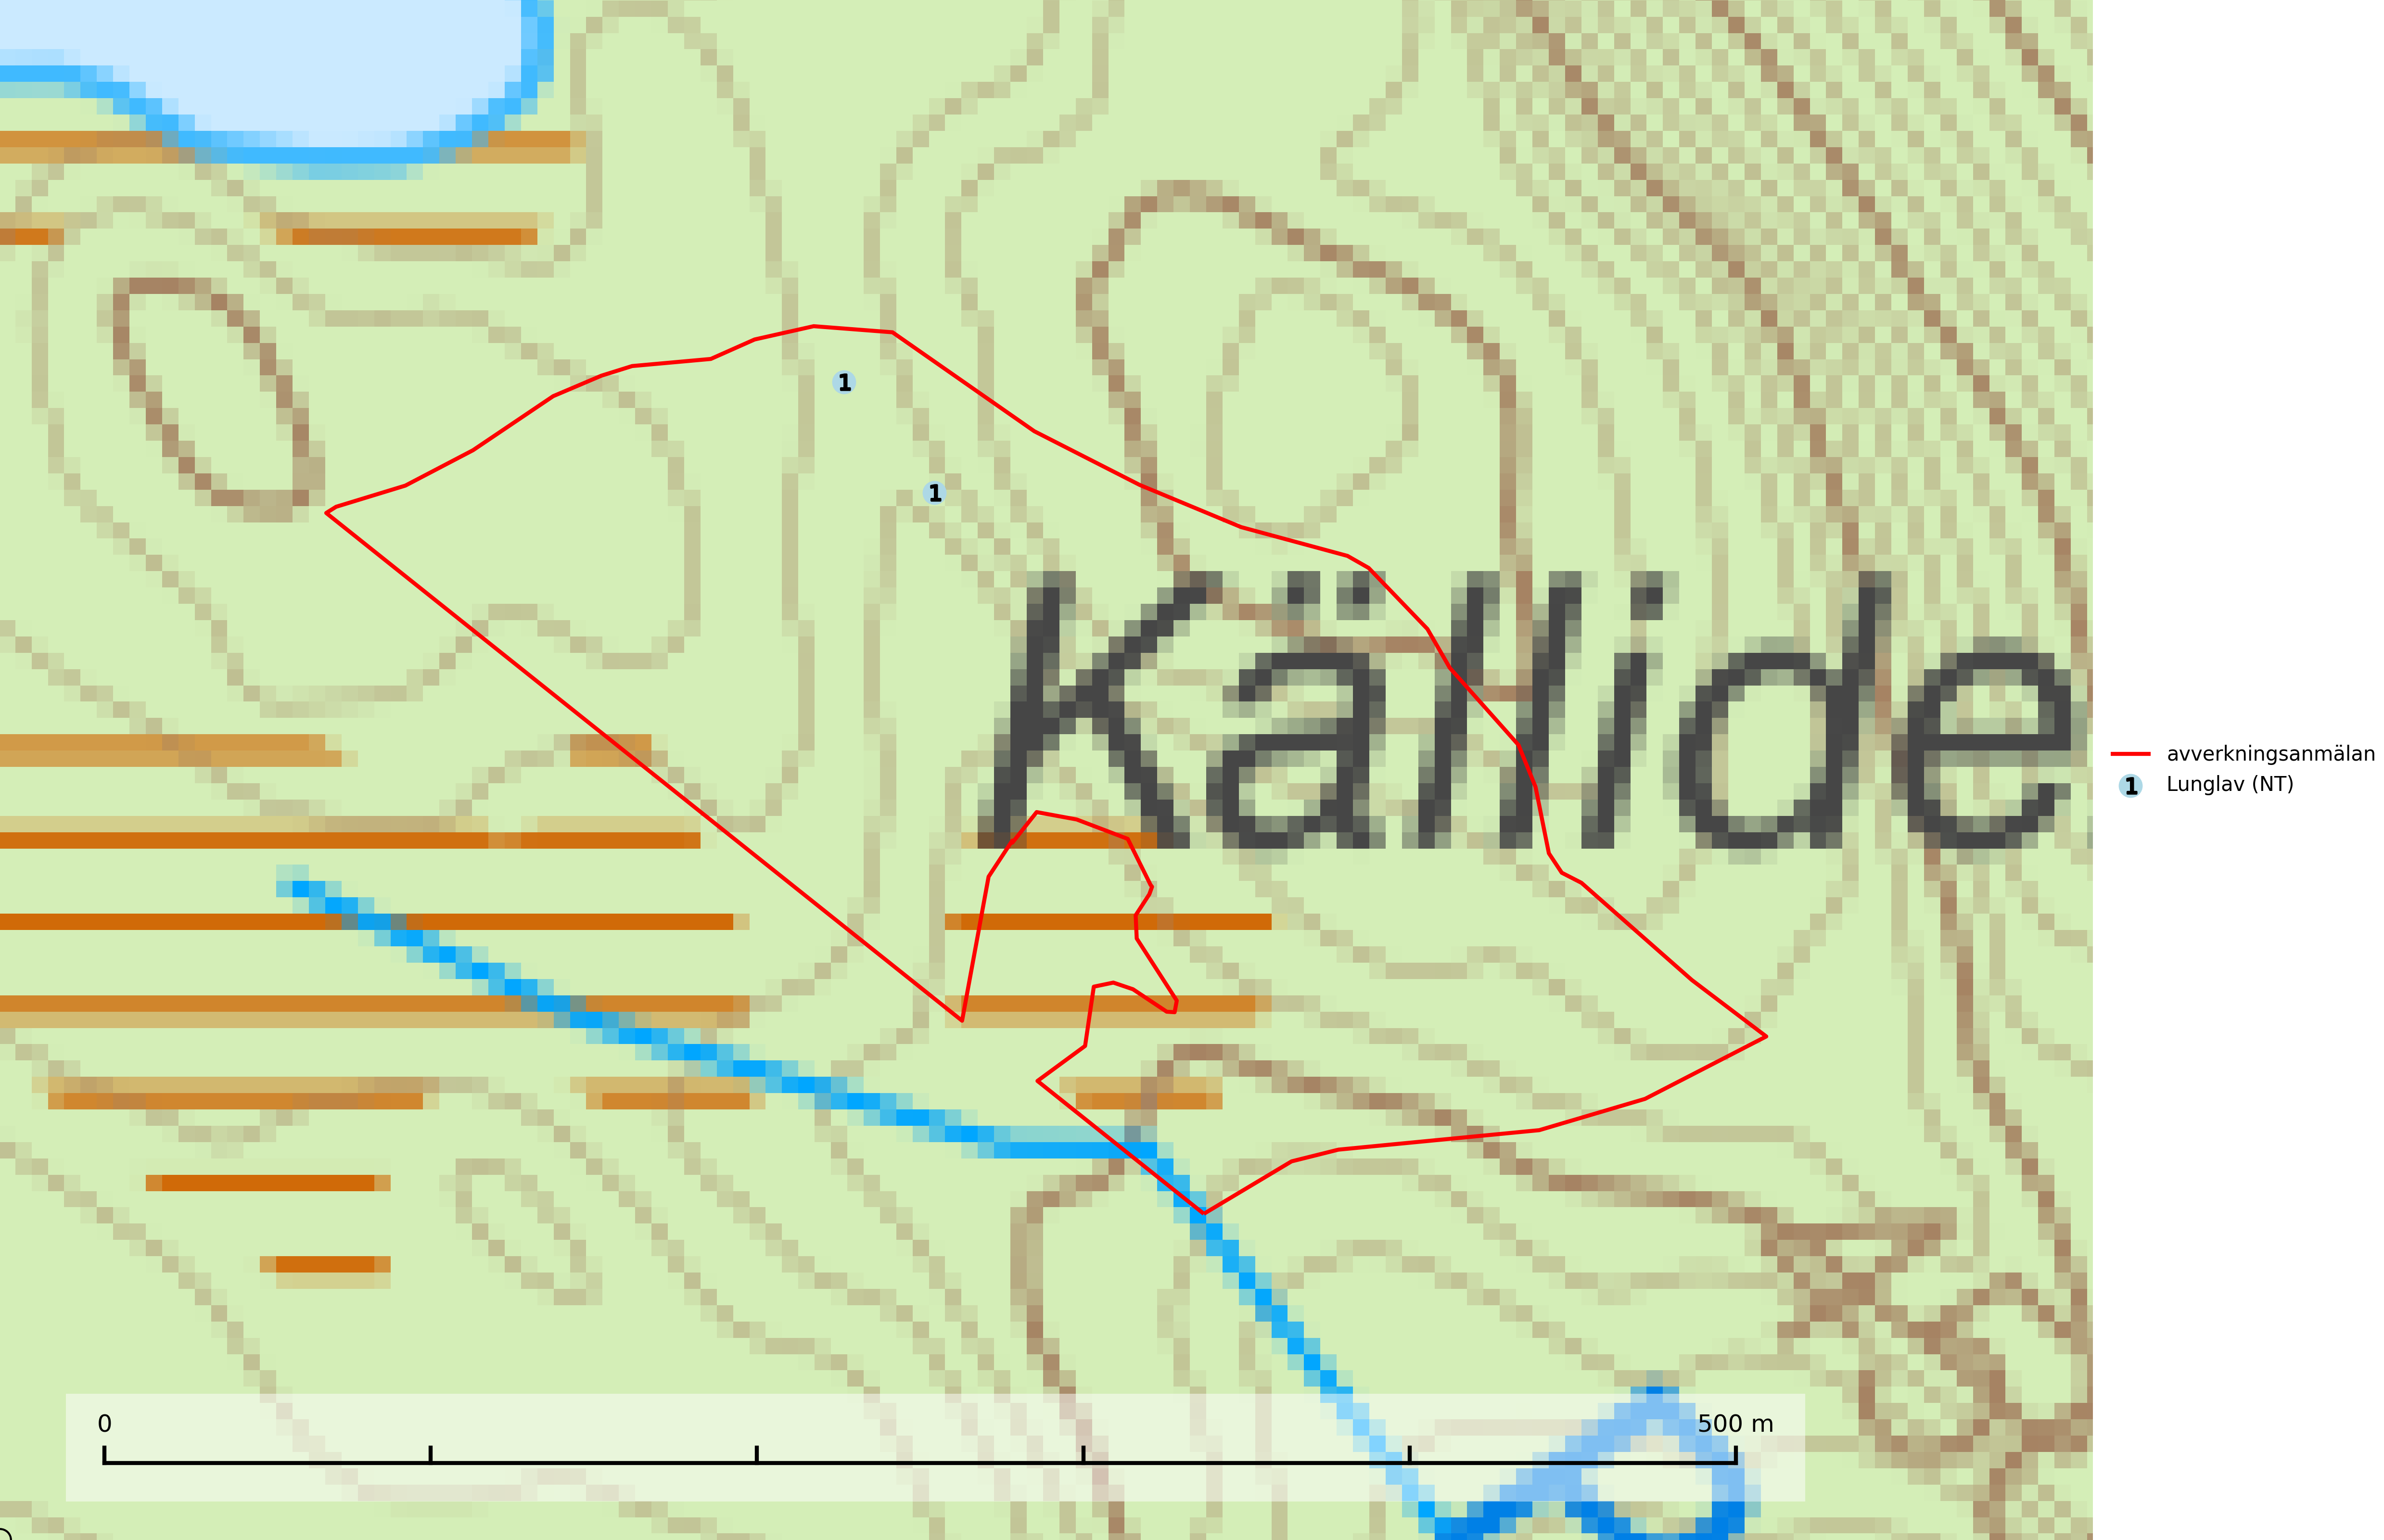 1
1
Källide
avverkningsanmälan
1 Lunglav (NT)
0 500 m